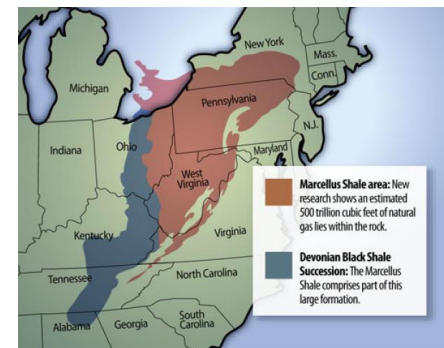 New York
Mass.
Michigan
Conn.
Pennsylvania
N.J.
Ohio
Indiana
Maryland
West
Virginia
Marcellus Shale area: New
research shows an estimated
500 trillion cubic feet of natural
gas lies within the rock.
Kentucky
Virginia
Devonian Black Shale
Succession: The Marcellus
Shale comprises part of this
large formation.
Tennessee
North Carolina
South
Carolina
Alabama
Georgia